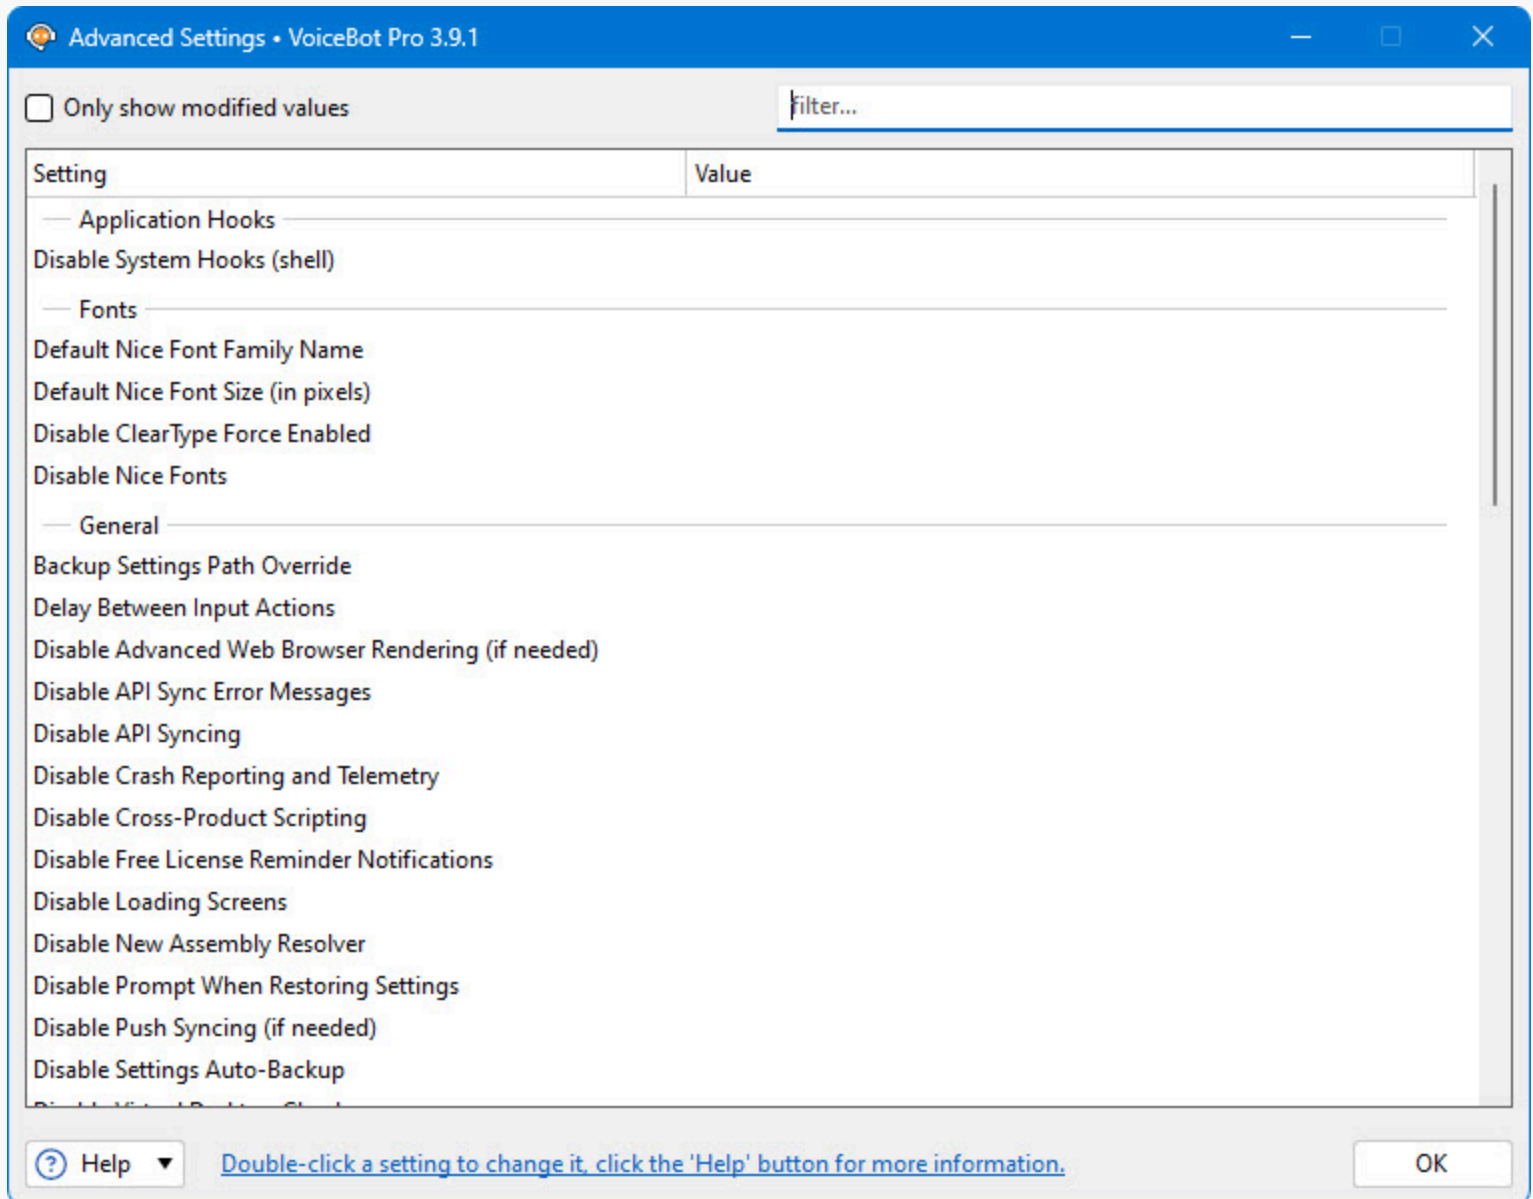 Advanced Settings • VoiceBot Pro 3.9.1
Only show modified values
filter...
Setting Value
Application Hooks
Disable System Hooks (shell)
Fonts
Default Nice Font Family Name
Default Nice Font Size (in pixels)
Disable ClearType Force Enabled
Disable Nice Fonts
General
Backup Settings Path Override
Delay Between Input Actions
Disable Advanced Web Browser Rendering (if needed)
Disable API Sync Error Messages
Disable API Syncing
Disable Crash Reporting and Telemetry
Disable Cross-Product Scripting
Disable Free License Reminder Notifications
Disable Loading Screens
Disable New Assembly Resolver
Disable Prompt When Restoring Settings
Disable Push Syncing (if needed)
Disable Settings Auto-Backup
? Help Double-click a setting to change it, click the 'Help' button for more information. OK